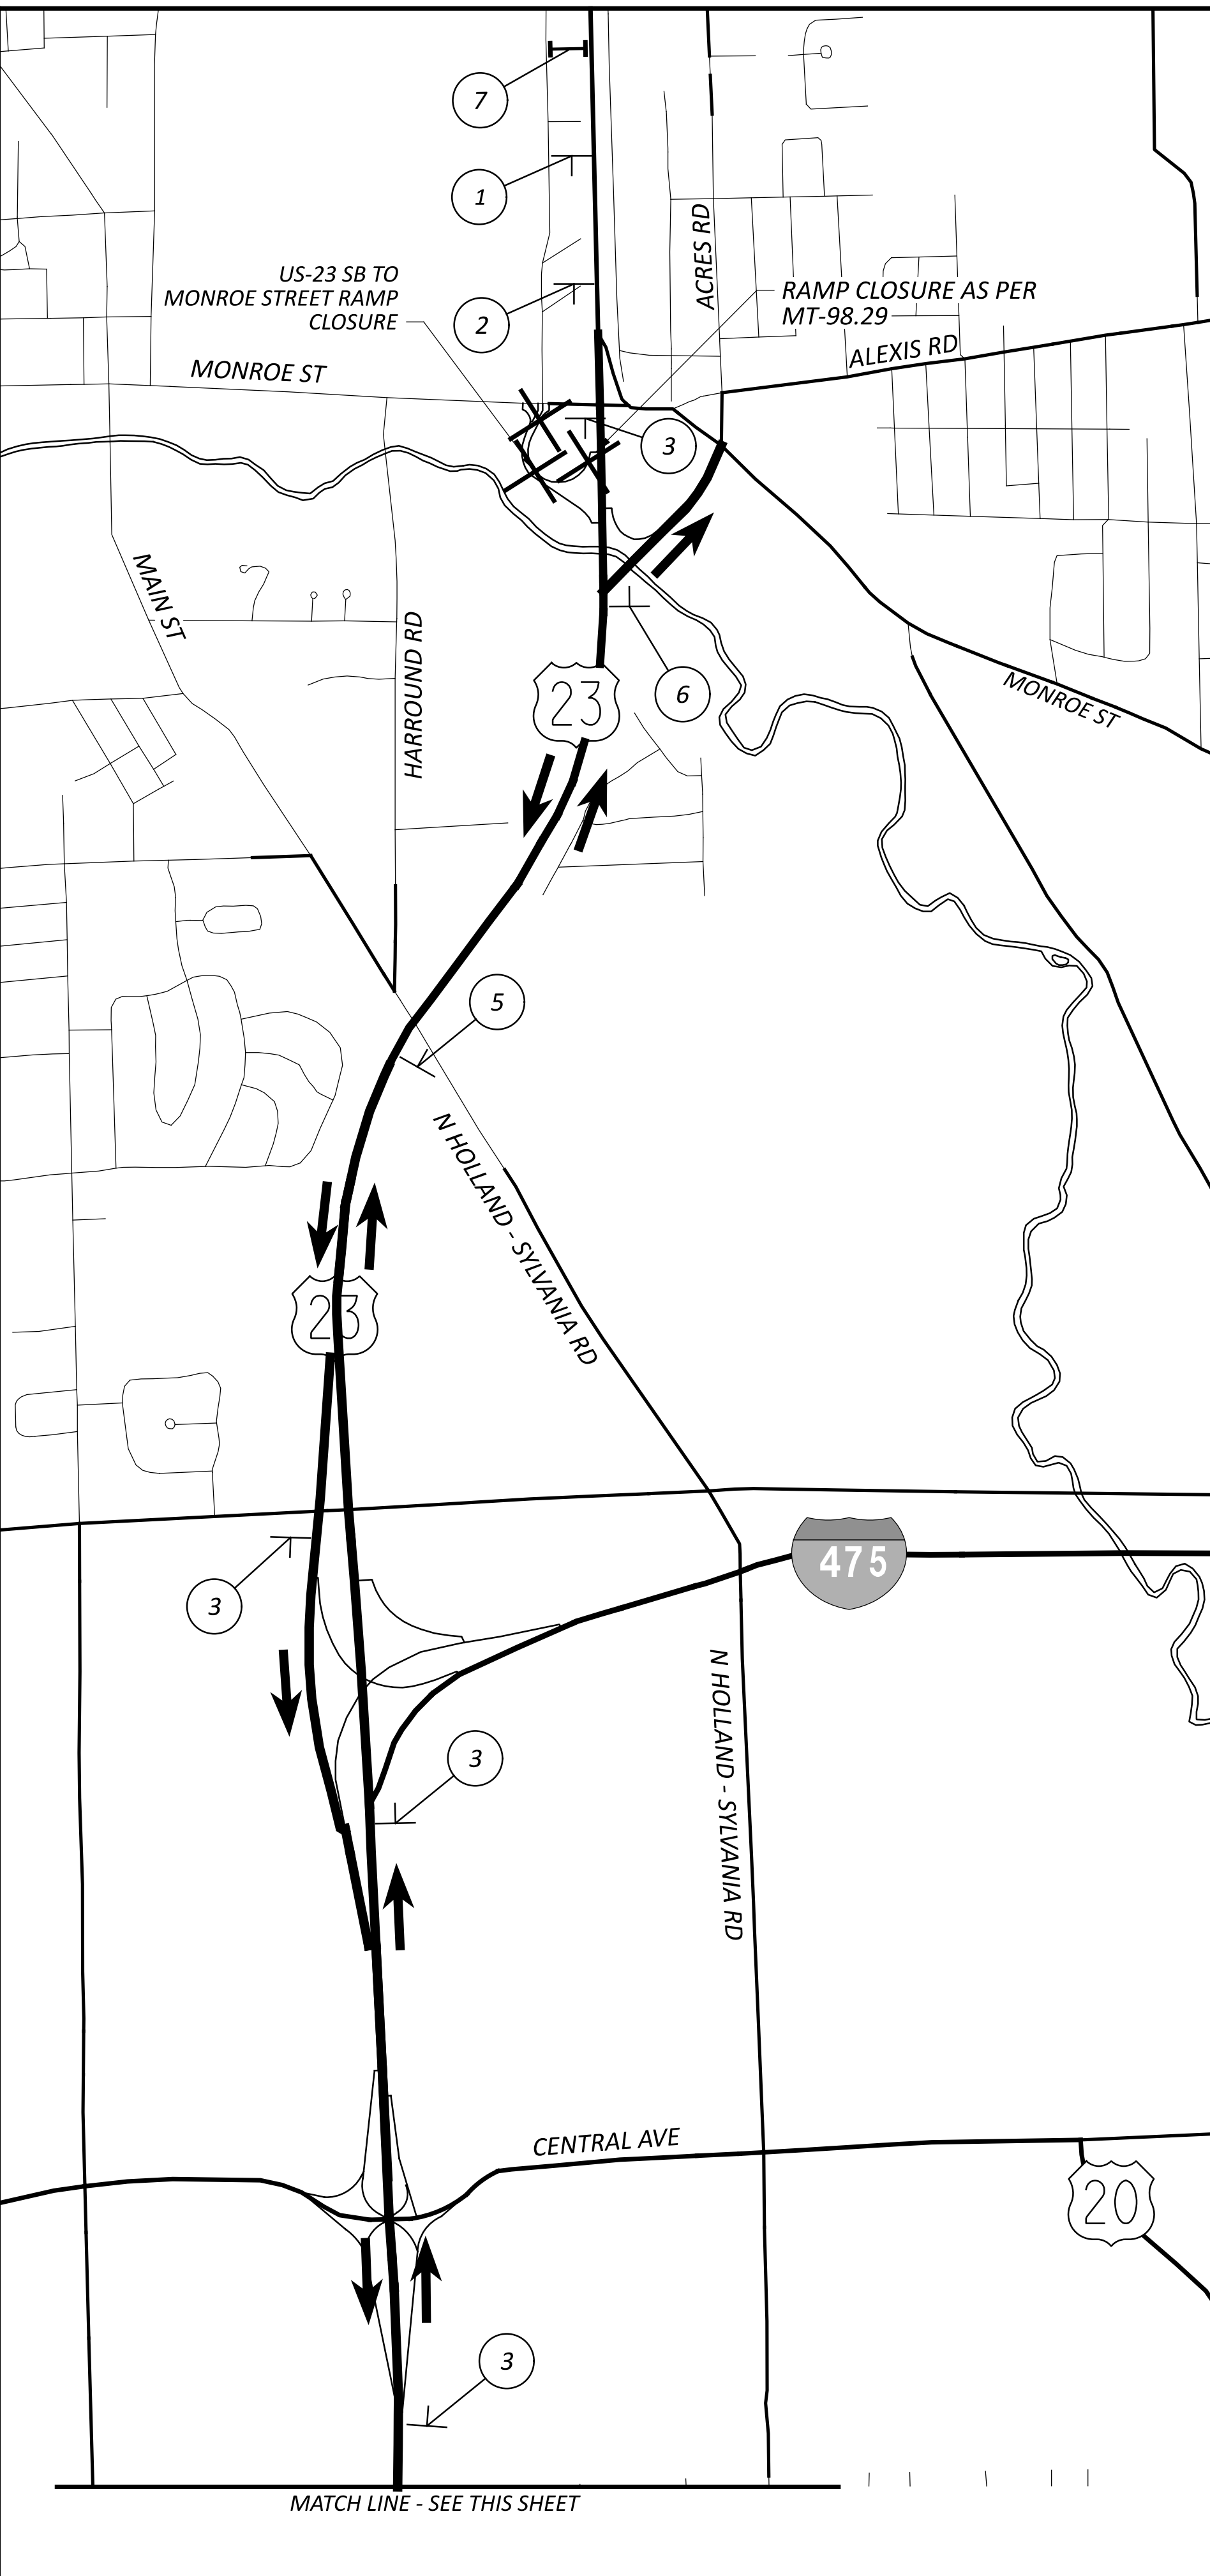 7
1
ACRES RD
US-23 SB TO
MONROE STREET RAMP
CLOSURE
RAMP CLOSURE AS PER
MT-98.29
2
ALEXIS RD
MONROE ST
3
MAIN ST
HARROUND RD
6
23
MONROE ST
5
N HOLLAND - SYLVANIA RD
23
475
3
N HOLLAND - SYLVANIA RD
3
CENTRAL AVE
20
3
MATCH LINE - SEE THIS SHEET